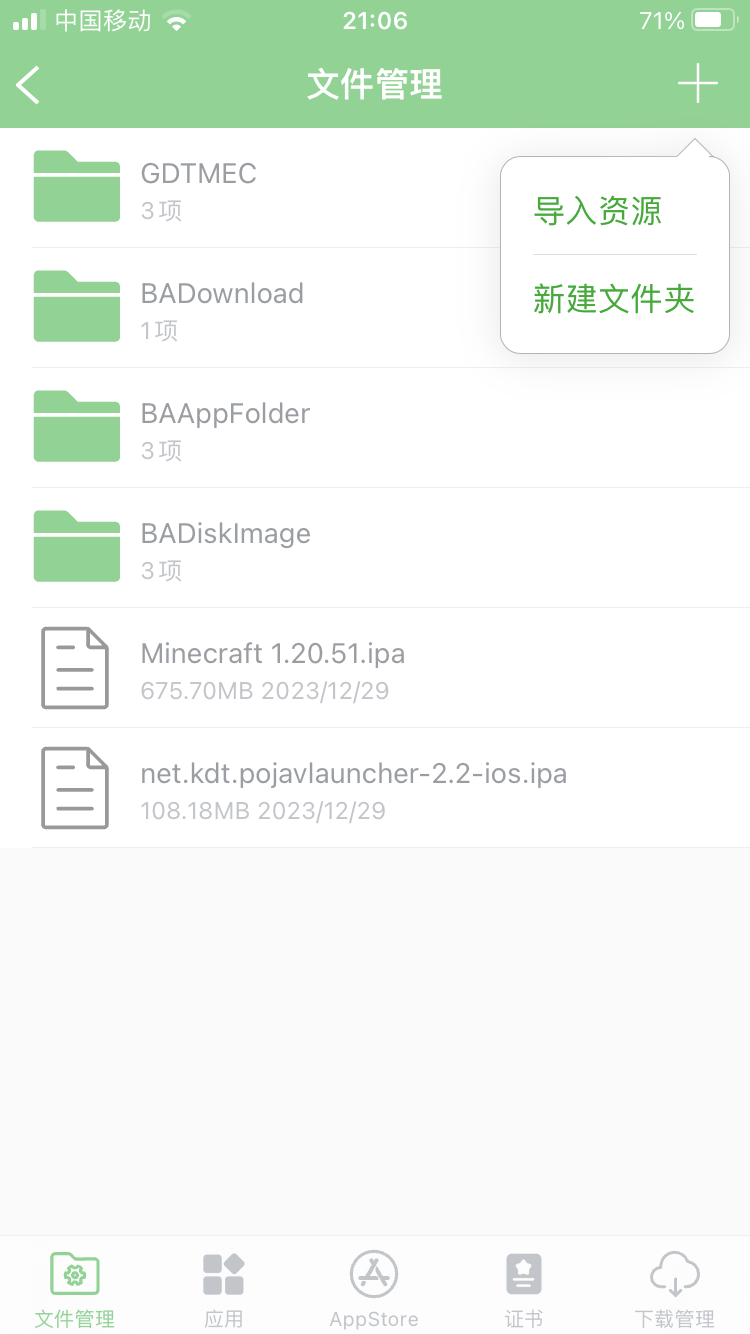 中国移动 21:06 71%
文件管理
GDTMEC
3项
导入资源
BADownload
1项
新建文件夹
BAAppFolder
3项
BADiskImage
3项
Minecraft 1.20.51.ipa
675.70MB 2023/12/29
net.kdt.pojavlauncher-2.2-ios.ipa
108.18MB 2023/12/29
文件管理 应用 AppStore 证书 下载管理